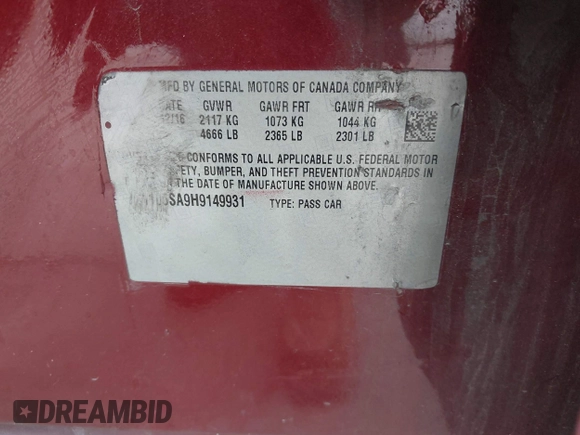 MFD BY GENERAL MOTORS OF CANADA COMPANY
GVWR GAWR FRT GAWR
2117 KG 1073 KG 1044 KG
4666 LB 2365 LB 2301 LB
CONFORMS TO ALL APPLICABLE U.S. FEDERAL MOTOR
BUMPER, AND THEFT PREVENTION STANDARDS IN
THE DATE OF MANUFACTURE SHOWN ABOVE.
SA9H9149931 TYPE: PASS CAR
DREAMBID